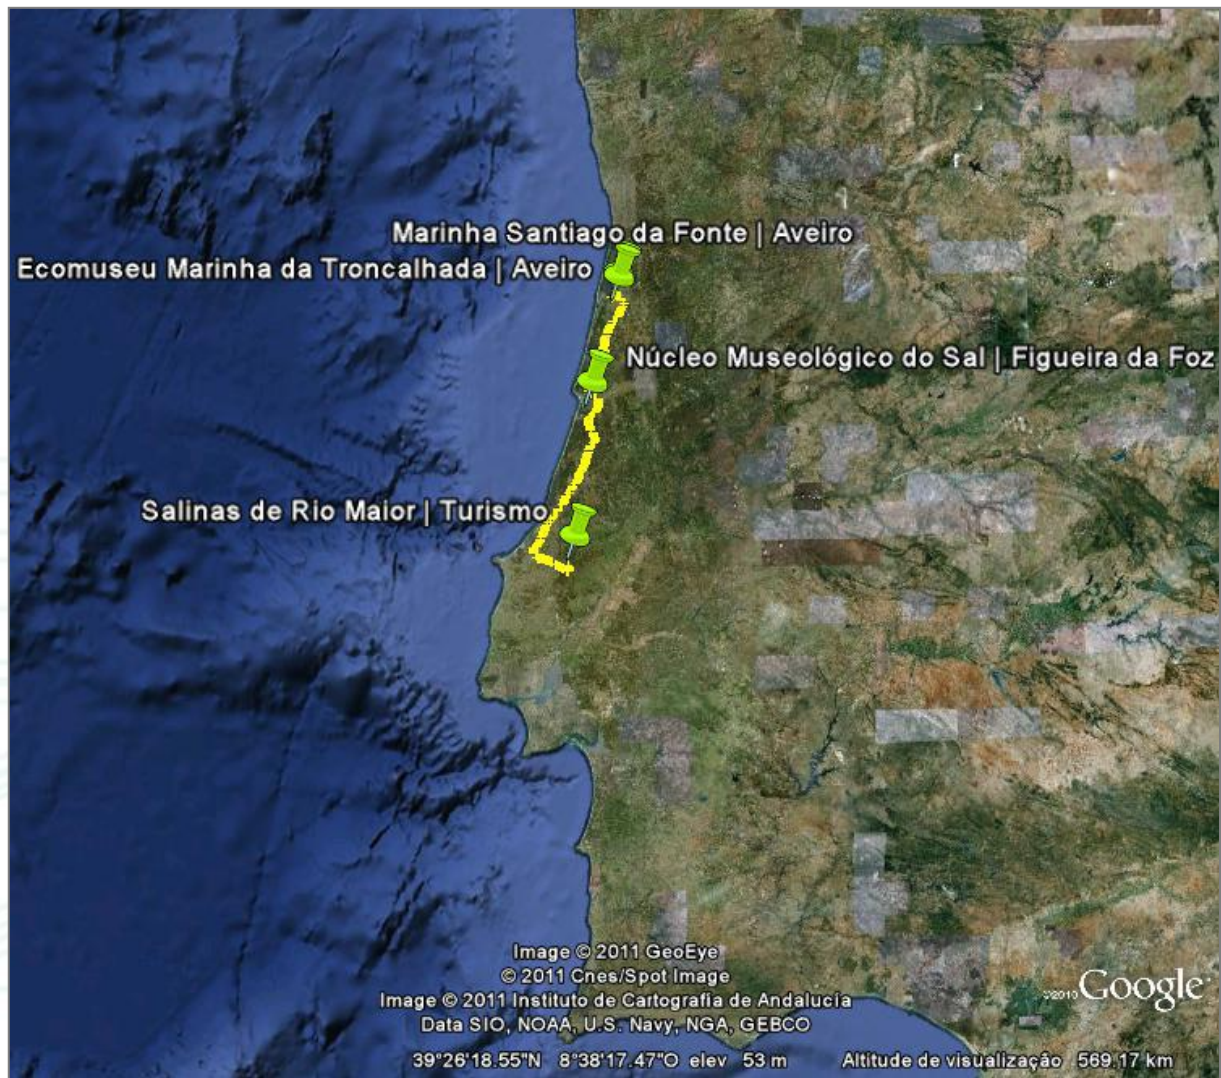 Marinha Santiago da Fonte | Aveiro
Ecomuseu Marinha da Troncalhada | Aveiro
Núcleo Museológico do Sal | Figueira da Foz
Salinas de Rio Maior | Turismo
Image © 2011 GeoEye
© 2011 Cnes/Spot Image
Image © 2011 Instituto de Cartografia de Andalucía
Data SIO, NOAA, U.S. Navy, NGA, GEBCO
©2010 Google
39°26'18.55"N 8°38'17.47"O elev 53 m Altitude de visualização 569.17 km